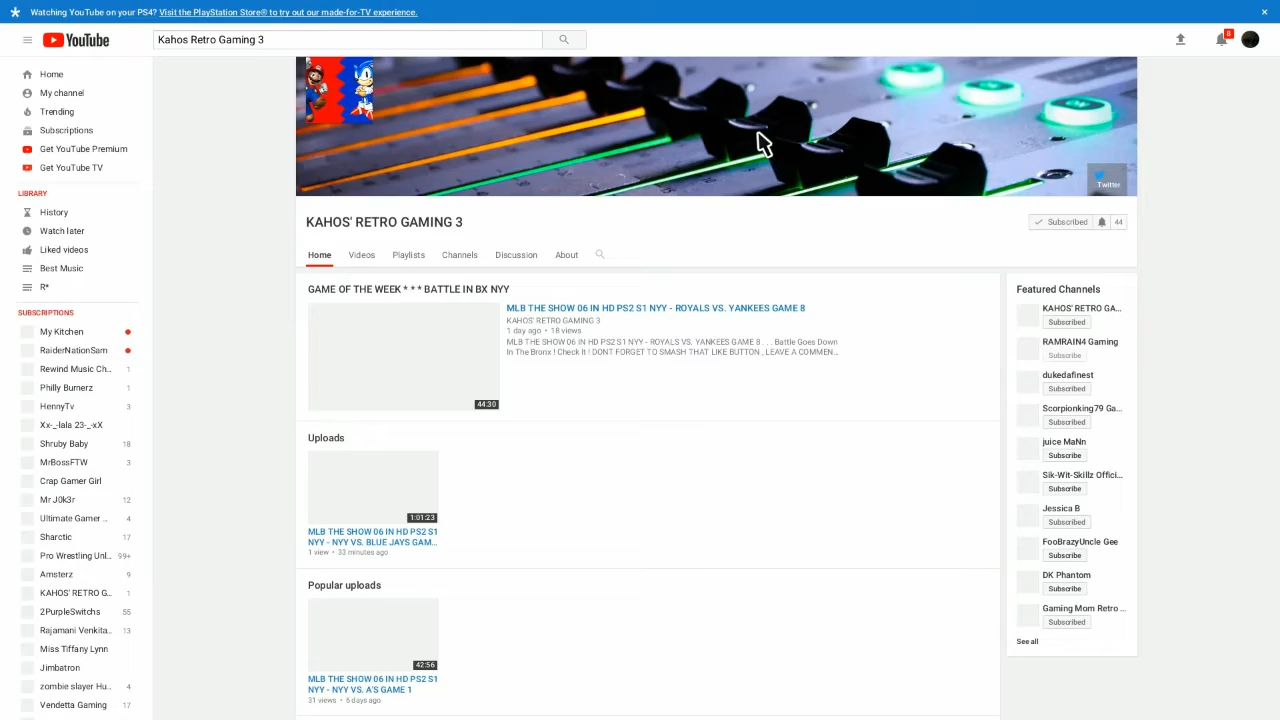 Watching YouTube on your PS4? Visit the PlayStation Store® to try out our made-for-TV experience.
YouTube
Kahos Retro Gaming 3
8
Home
My channel
Trending
Subscriptions
Get YouTube Premium
Get YouTube TV
LIBRARY
History
Watch later
Liked videos
Best Music
R*
SUBSCRIPTIONS
My Kitchen
RaiderNationSam
Rewind Music Ch... 1
Philly Burnerz 1
HennyTv 3
Xx-_-lala 23-_-xX
Shruby Baby 18
MrBossFTW 3
Crap Gamer Girl
Mr J0k3r 12
Ultimate Gamer ... 4
Sharctic 17
Pro Wrestling Unl... 99+
Amsterz 9
KAHOS' RETRO G... 1
2PurpleSwitchs 55
Rajamani Venkita... 13
Miss Tiffany Lynn
Jimbatron
zombie slayer Hu... 4
Vendetta Gaming 17
Twitter
KAHOS' RETRO GAMING 3
Subscribed 44
Home Videos Playlists Channels Discussion About
GAME OF THE WEEK * * * BATTLE IN BX NYY
44:30
MLB THE SHOW 06 IN HD PS2 S1 NYY - ROYALS VS. YANKEES GAME 8
KAHOS' RETRO GAMING 3
1 day ago • 18 views
MLB THE SHOW 06 IN HD PS2 S1 NYY - ROYALS VS. YANKEES GAME 8 . . . Battle Goes Down
In The Bronx ! Check It ! DONT FORGET TO SMASH THAT LIKE BUTTON , LEAVE A COMMEN...
Uploads
1:01:23
MLB THE SHOW 06 IN HD PS2 S1
NYY - NYY VS. BLUE JAYS GAM...
1 view • 33 minutes ago
Popular uploads
42:56
MLB THE SHOW 06 IN HD PS2 S1
NYY - NYY VS. A'S GAME 1
31 views • 6 days ago
Featured Channels
KAHOS' RETRO GA...
Subscribed
RAMRAIN4 Gaming
Subscribe
dukedafinest
Subscribed
Scorpionking79 Ga...
Subscribed
juice MaNn
Subscribe
Sik-Wit-Skillz Offici...
Subscribe
Jessica B
Subscribed
FooBrazyUncle Gee
Subscribe
DK Phantom
Subscribe
Gaming Mom Retro ...
Subscribed
See all